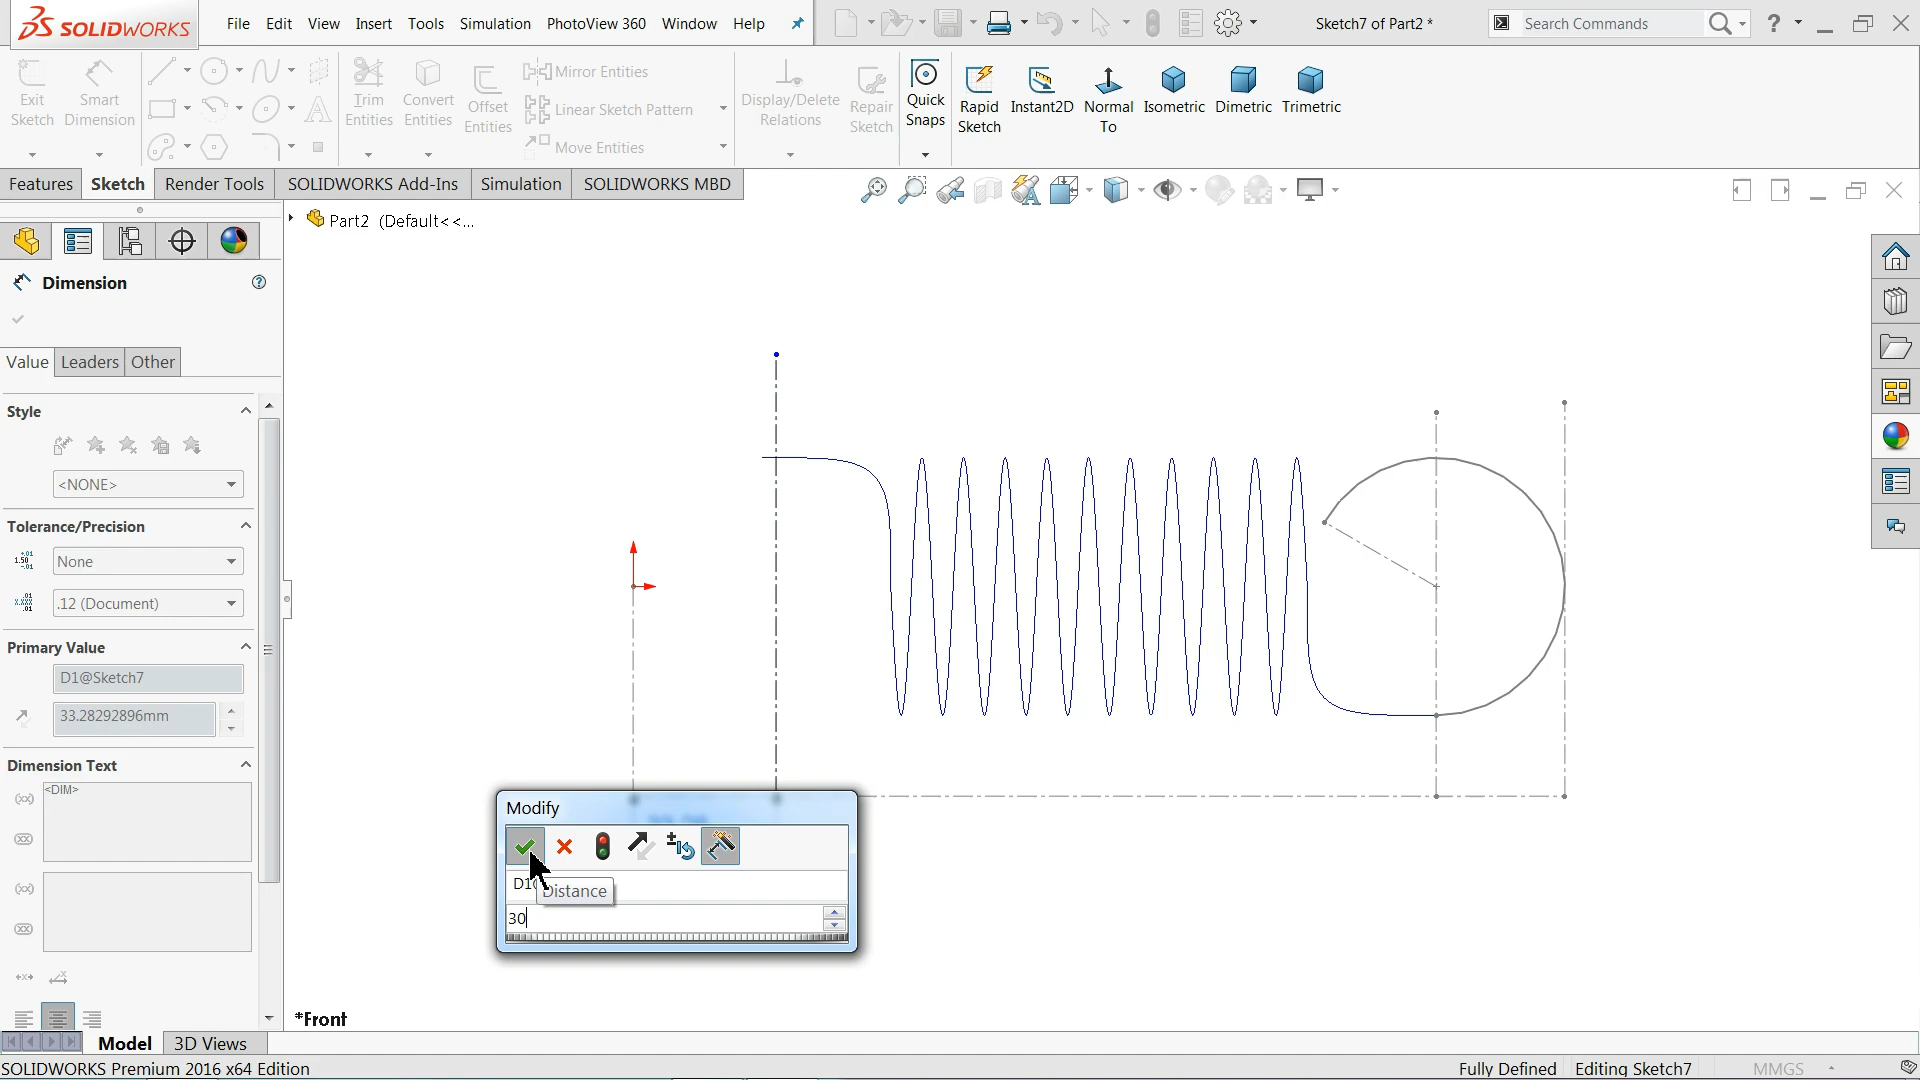 SOLIDWORKS
File Edit View Insert Tools Simulation PhotoView 360 Window Help
Sketch7 of Part2 *
Search Commands
Exit Sketch
Smart Dimension
Trim Entities
Convert Entities
Offset Entities
Mirror Entities
Linear Sketch Pattern
Move Entities
Display/Delete Relations
Repair Sketch
Quick Snaps
Rapid Sketch
Instant2D
Normal To
Isometric
Dimetric
Trimetric
Features Sketch Render Tools SOLIDWORKS Add-Ins Simulation SOLIDWORKS MBD
Part2 (Default<<...
Dimension
Value Leaders Other
Style
<NONE>
Tolerance/Precision
None
.12 (Document)
Primary Value
D1@Sketch7
33.28292896mm
Dimension Text
<DIM>
Modify
Distance
30
*Front
Model 3D Views
SOLIDWORKS Premium 2016 x64 Edition
Fully Defined Editing Sketch7 MMGS